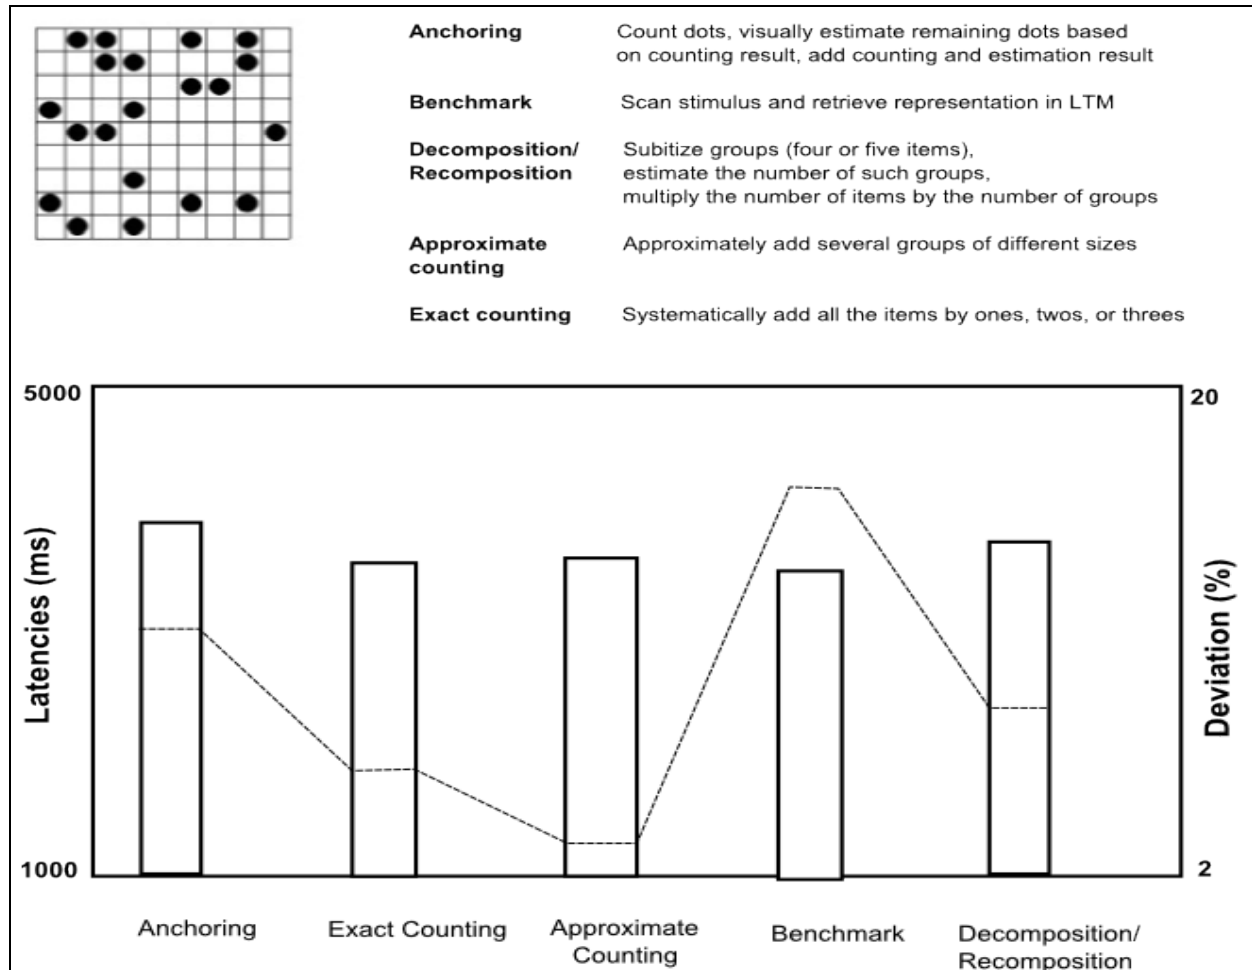 Anchoring Count dots, visually estimate remaining dots based
on counting result, add counting and estimation result
Benchmark Scan stimulus and retrieve representation in LTM
Decomposition/ Subitize groups (four or five items),
Recomposition estimate the number of such groups,
multiply the number of items by the number of groups
Approximate Approximately add several groups of different sizes
counting
Exact counting Systematically add all the items by ones, twos, or threes
5000
20
Latencies (ms)
Deviation (%)
1000
2
Anchoring
Exact Counting
Approximate
Counting
Benchmark
Decomposition/
Recomposition